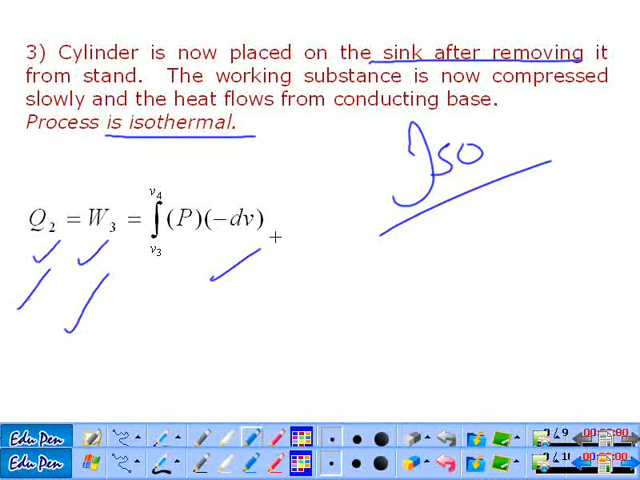 3) Cylinder is now placed on the sink after removing it
from stand. The working substance is now compressed
slowly and the heat flows from conducting base.
Process is isothermal.
Iso
Q₂ = W₃ = ∫_{v₃}^{v₄} (P)(−dv)
Edu Pen
Edu Pen